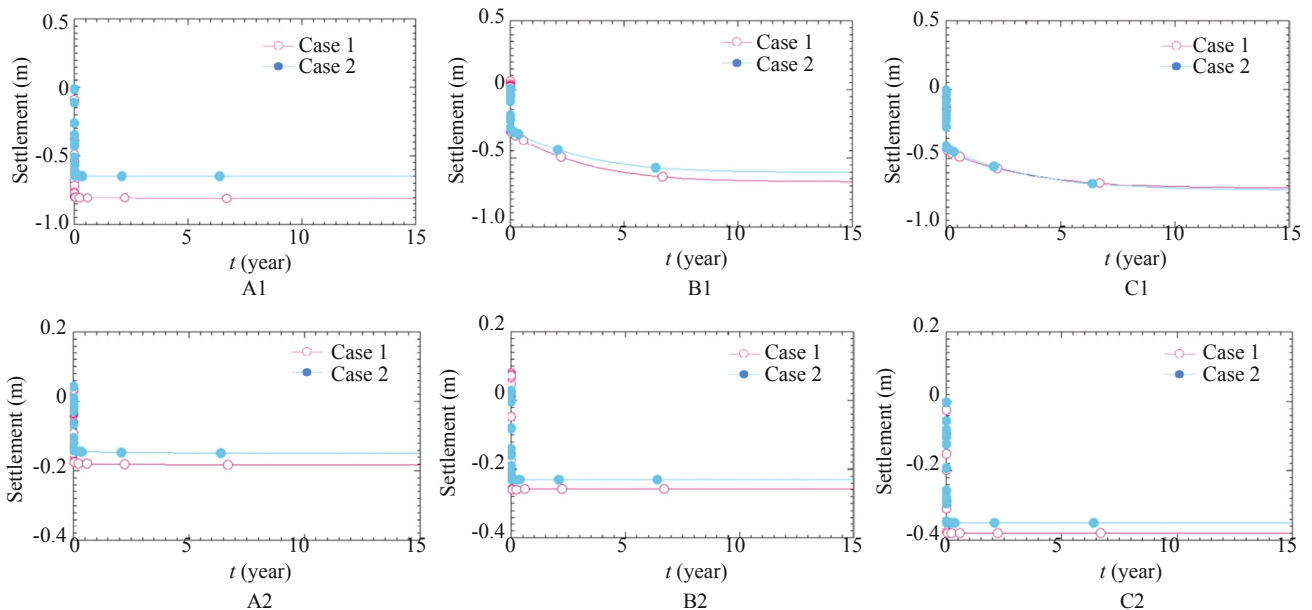 0.5
0
-0.5
-1.0
Settlement (m)
Case 1
Case 2
0 5 10 15
t (year)
A1
0.5
0
-0.5
-1.0
Settlement (m)
Case 1
Case 2
0 5 10 15
t (year)
B1
0.5
0
-0.5
-1.0
Settlement (m)
Case 1
Case 2
0 5 10 15
t (year)
C1
0.2
0
-0.2
-0.4
Settlement (m)
Case 1
Case 2
0 5 10 15
t (year)
A2
0.2
0
-0.2
-0.4
Settlement (m)
Case 1
Case 2
0 5 10 15
t (year)
B2
0.2
0
-0.2
-0.4
Settlement (m)
Case 1
Case 2
0 5 10 15
t (year)
C2